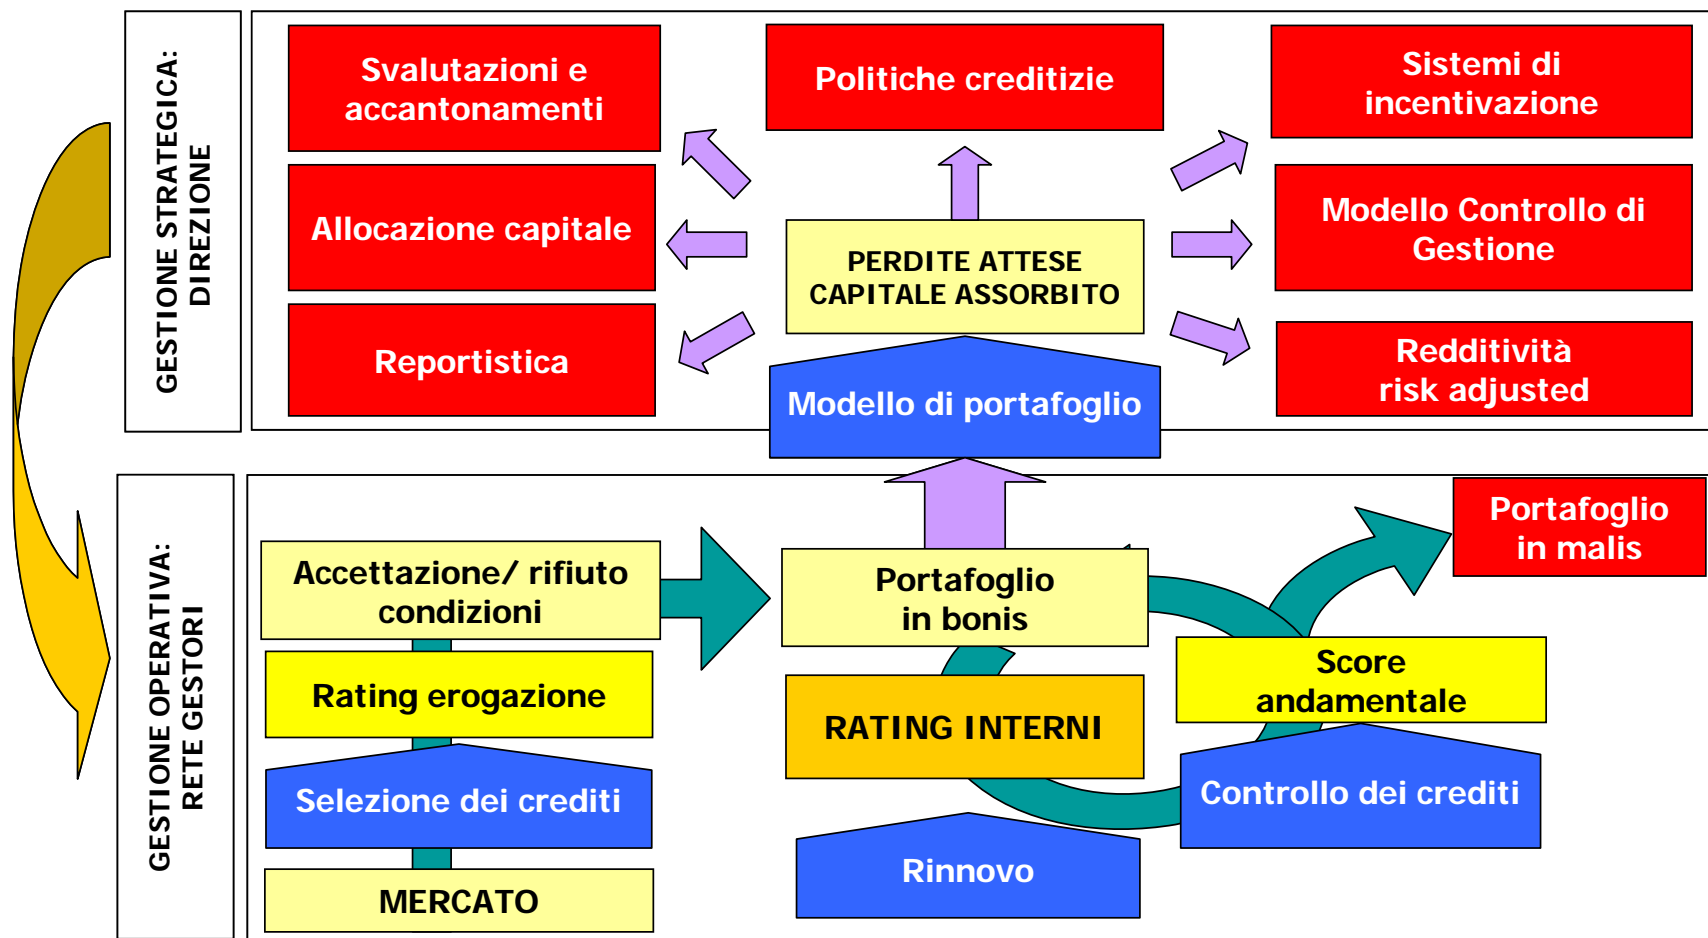 GESTIONE STRATEGICA:
DIREZIONE
Svalutazioni e
accantonamenti
Politiche creditizie
Sistemi di
incentivazione
Allocazione capitale
PERDITE ATTESE
CAPITALE ASSORBITO
Modello Controllo di
Gestione
Reportistica
Modello di portafoglio
Redditività
risk adjusted
GESTIONE OPERATIVA:
RETE GESTORI
Accettazione/ rifiuto
condizioni
Portafoglio
in bonis
Portafoglio
in malis
Rating erogazione
RATING INTERNI
Score
andamentale
Selezione dei crediti
Controllo dei crediti
MERCATO
Rinnovo